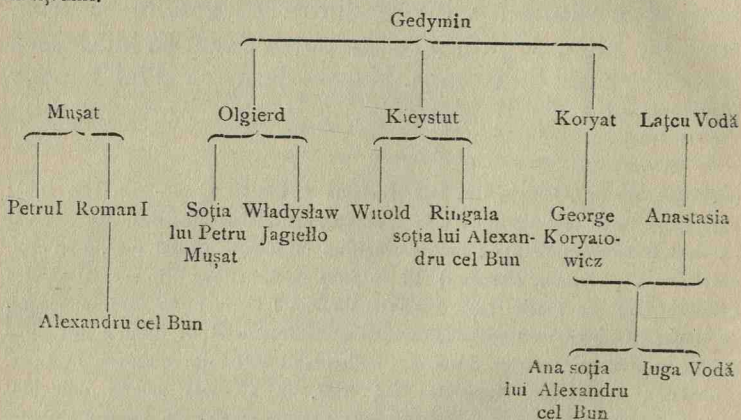 Gedymin
Mușat Olgierd Kieystut Koryat Lațcu Vodă
Petru I Roman I Soția Władysław Witold Ringala George Anastasia
lui Petru Jagiełło soția lui Alexan- Koryato-
Mușat dru cel Bun wicz
Alexandru cel Bun
Ana soția Iuga Vodă
lui Alexandru
cel Bun